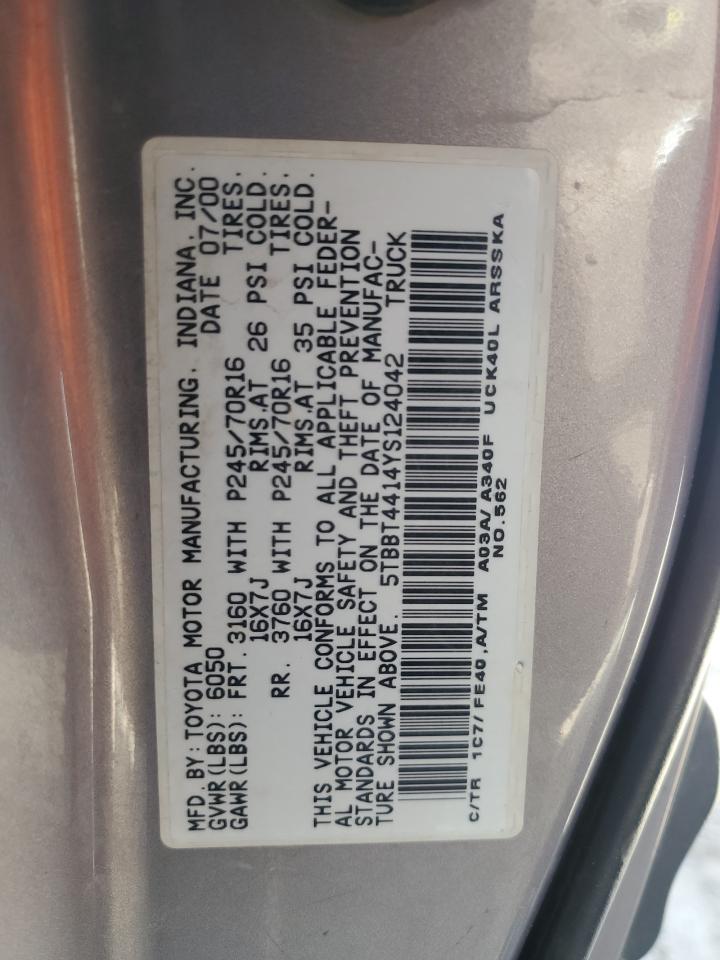 MFD. BY: TOYOTA MOTOR MANUFACTURING, INDIANA, INC.
GVWR(LBS): 6050 DATE 07/00
GAWR(LBS): FRT. 3160 WITH P245/70R16 TIRES.
16X7J RIMS.AT 26 PSI COLD.
RR. 3760 WITH P245/70R16 TIRES.
16X7J RIMS.AT 35 PSI COLD.
THIS VEHICLE CONFORMS TO ALL APPLICABLE FEDER-
AL MOTOR VEHICLE SAFETY AND THEFT PREVENTION
STANDARDS IN EFFECT ON THE DATE OF MANUFAC-
TURE SHOWN ABOVE. 5TBBT4414YS124042 TRUCK
C/TR 1C7/ FE40 ,A/TM A03A/ A340F UCK40L ARSSKA
NO.562